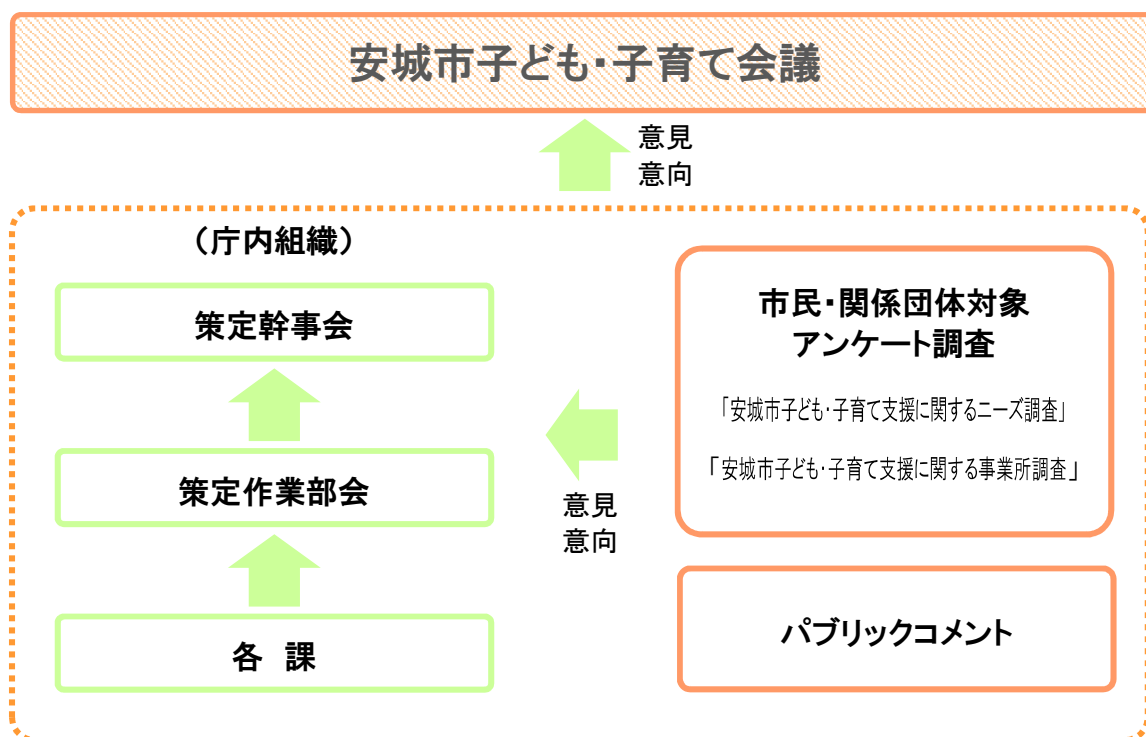 安城市子ども・子育て会議
意見
意向
（庁内組織）
策定幹事会
策定作業部会
各 課
意見
意向
市民・関係団体対象
アンケート調査
「安城市子ども・子育て支援に関するニーズ調査」
「安城市子ども・子育て支援に関する事業所調査」
パブリックコメント